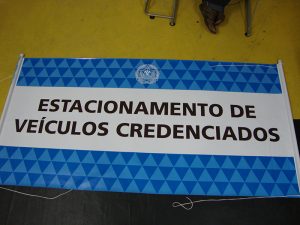 ESTACIONAMENTO DE
VEÍCULOS CREDENCIADOS